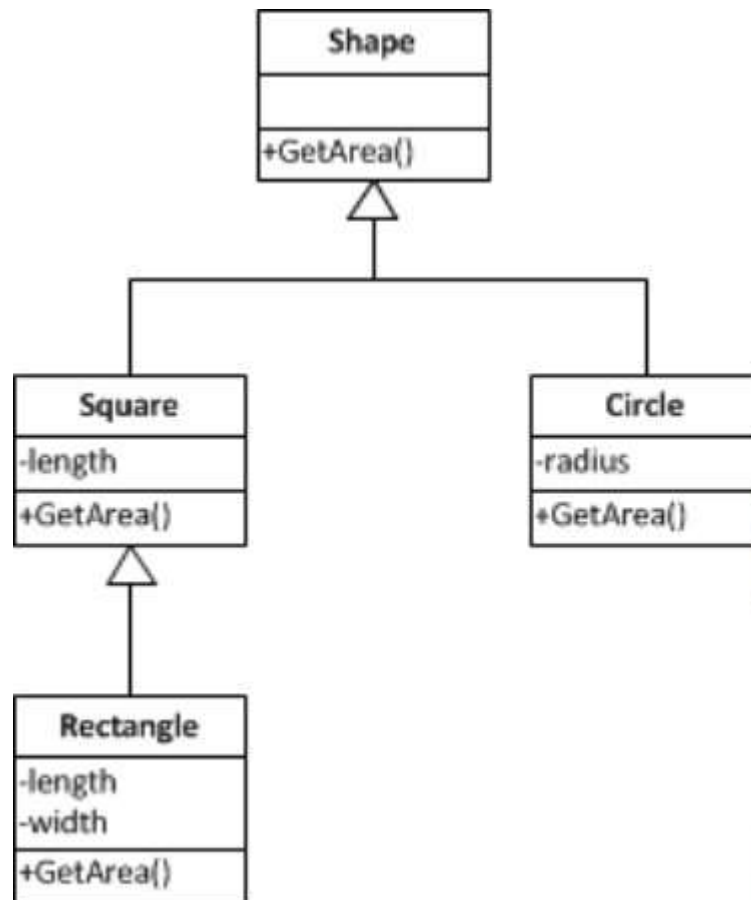 Shape
+GetArea()
Square
-length
+GetArea()
Circle
-radius
+GetArea()
Rectangle
-length
-width
+GetArea()